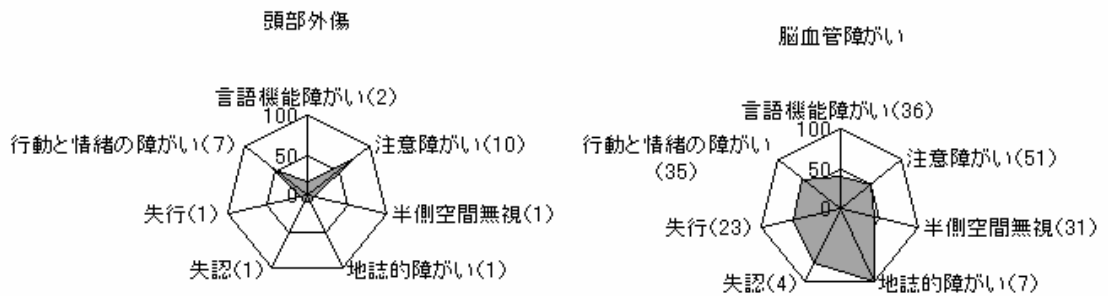 頭部外傷
言語機能障がい(2)
100
行動と情緒の障がい(7)
50
注意障がい(10)
0
失行(1)
半側空間無視(1)
失認(1)
地誌的障がい(1)
脳血管障がい
言語機能障がい(36)
100
行動と情緒の障がい
(35)
50
注意障がい(51)
0
失行(23)
半側空間無視(31)
失認(4)
地誌的障がい(7)